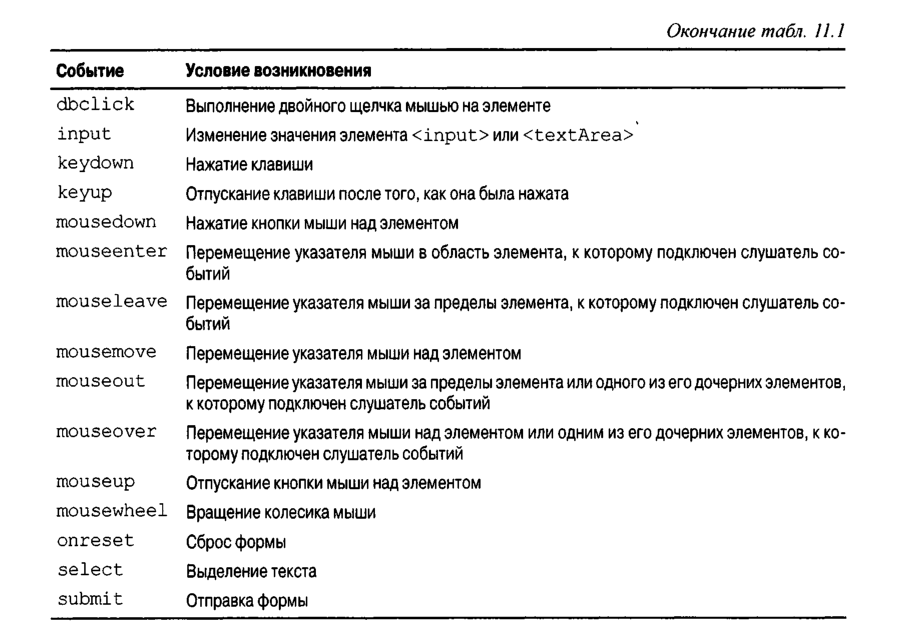 Окончание табл. 11.1
Событие Условие возникновения
dbclick Выполнение двойного щелчка мышью на элементе
input Изменение значения элемента <input> или <textArea>
keydown Нажатие клавиши
keyup Отпускание клавиши после того, как она была нажата
mousedown Нажатие кнопки мыши над элементом
mouseenter Перемещение указателя мыши в область элемента, к которому подключен слушатель со-
бытий
mouseleave Перемещение указателя мыши за пределы элемента, к которому подключен слушатель со-
бытий
mousemove Перемещение указателя мыши над элементом
mouseout Перемещение указателя мыши за пределы элемента или одного из его дочерних элементов,
к которому подключен слушатель событий
mouseover Перемещение указателя мыши над элементом или одним из его дочерних элементов, к ко-
торому подключен слушатель событий
mouseup Отпускание кнопки мыши над элементом
mousewheel Вращение колесика мыши
onreset Сброс формы
select Выделение текста
submit Отправка формы